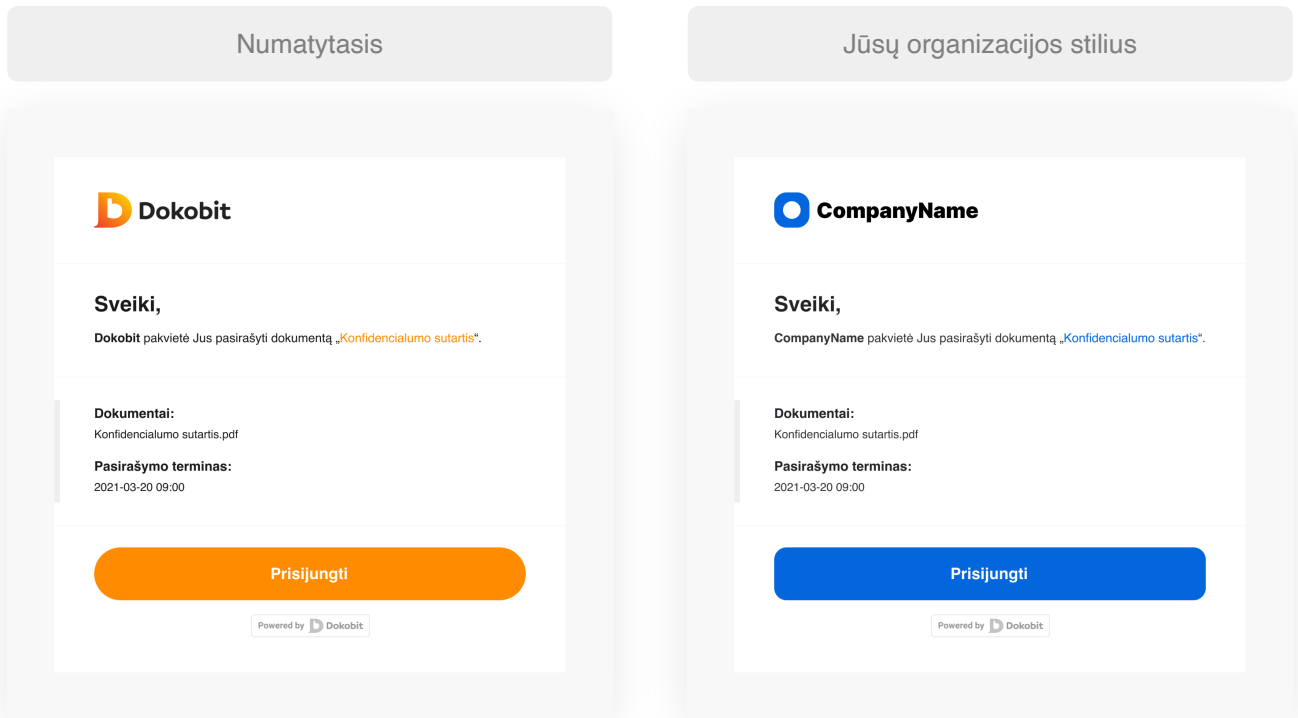 Numatytasis
Dokobit
Sveiki,
Dokobit pakvietė Jus pasirašyti dokumentą „Konfidencialumo sutartis“.
Dokumentai:
Konfidencialumo sutartis.pdf
Pasirašymo terminas:
2021-03-20 09:00
Prisijungti
Powered by Dokobit
Jūsų organizacijos stilius
CompanyName
Sveiki,
CompanyName pakvietė Jus pasirašyti dokumentą „Konfidencialumo sutartis“.
Dokumentai:
Konfidencialumo sutartis.pdf
Pasirašymo terminas:
2021-03-20 09:00
Prisijungti
Powered by Dokobit